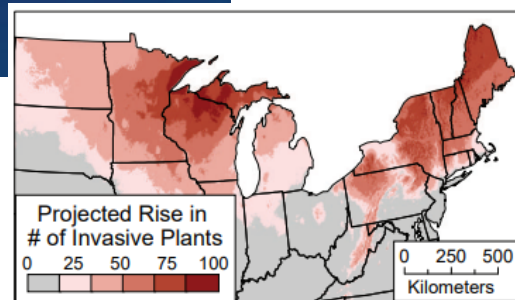 Projected Rise in
# of Invasive Plants
0 25 50 75 100
0 250 500
Kilometers